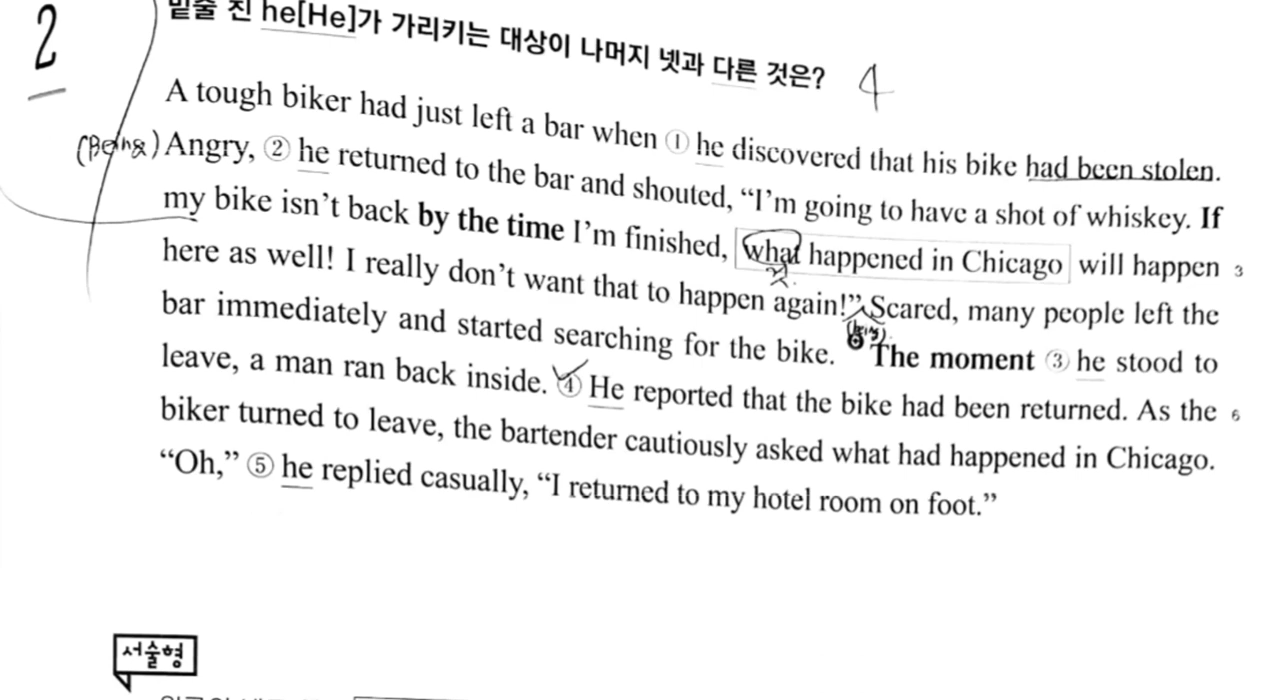 2
밑줄 친 he[He]가 가리키는 대상이 나머지 넷과 다른 것은? 4
A tough biker had just left a bar when ① he discovered that his bike had been stolen.
(Being) Angry, ② he returned to the bar and shouted, “I’m going to have a shot of whiskey. If
my bike isn’t back by the time I’m finished, what happened in Chicago will happen 3
here as well! I really don’t want that to happen again!” Scared, many people left the
bar immediately and started searching for the bike. The moment ③ he stood to
leave, a man ran back inside. ④ He reported that the bike had been returned. As the 6
biker turned to leave, the bartender cautiously asked what had happened in Chicago.
“Oh,” ⑤ he replied casually, “I returned to my hotel room on foot.”
서술형